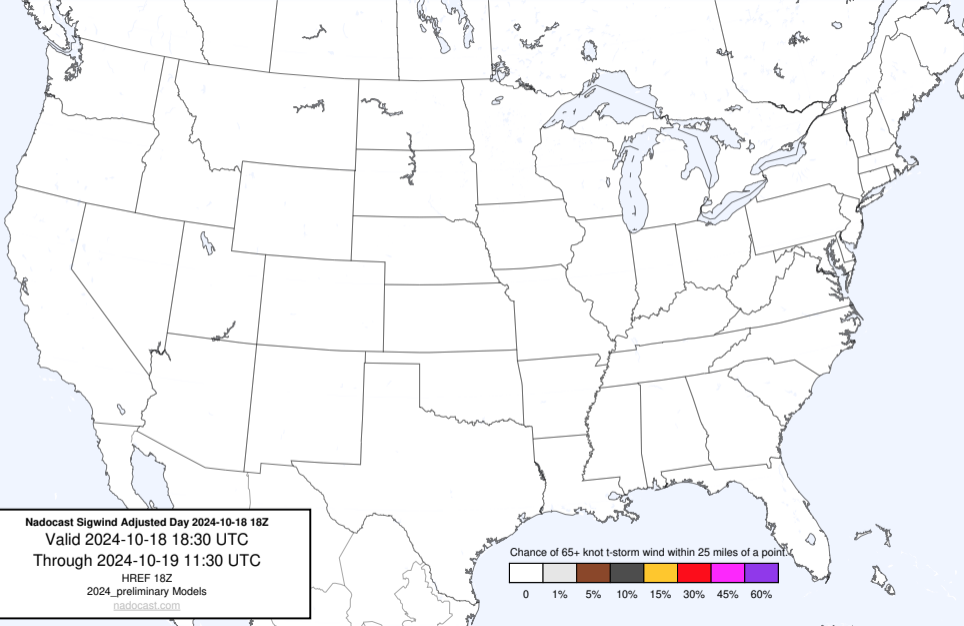 Nadocast Sigwind Adjusted Day 2024-10-18 18Z
Valid 2024-10-18 18:30 UTC
Through 2024-10-19 11:30 UTC
HREF 18Z
2024_preliminary Models
nadocast.com
Chance of 65+ knot t-storm wind within 25 miles of a point.
0 1% 5% 10% 15% 30% 45% 60%